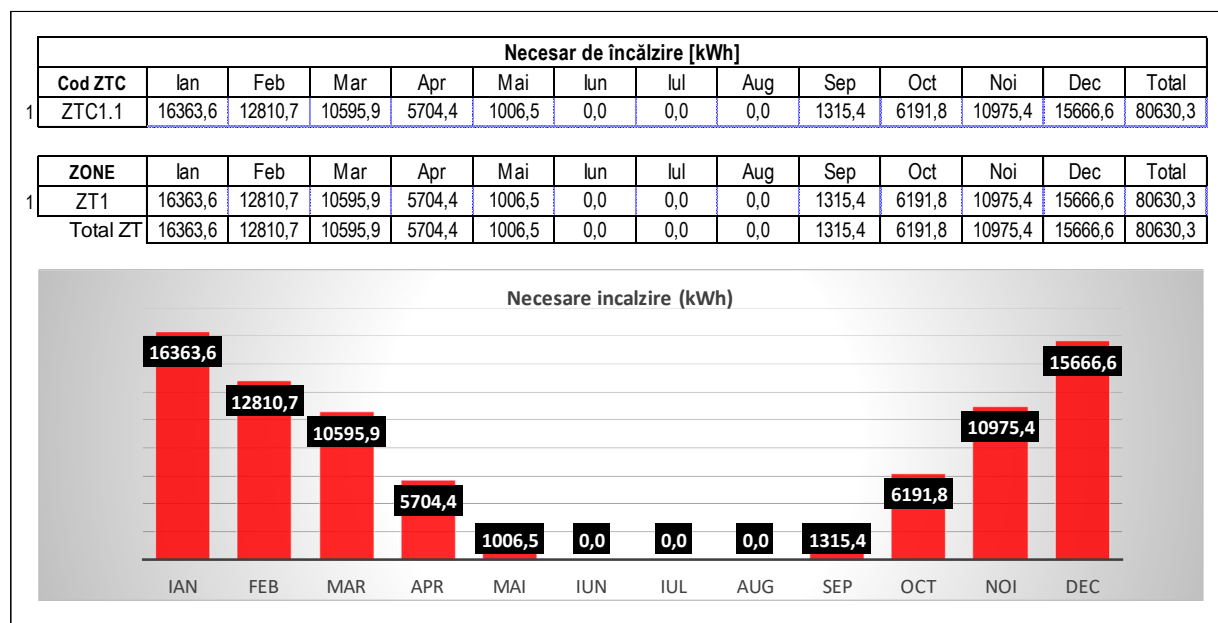 Necesar de încălzire [kWh]
Cod ZTC Ian Feb Mar Apr Mai Iun Iul Aug Sep Oct Noi Dec Total
1 ZTC1.1 16363,6 12810,7 10595,9 5704,4 1006,5 0,0 0,0 0,0 1315,4 6191,8 10975,4 15666,6 80630,3
ZONE Ian Feb Mar Apr Mai Iun Iul Aug Sep Oct Noi Dec Total
1 ZT1 16363,6 12810,7 10595,9 5704,4 1006,5 0,0 0,0 0,0 1315,4 6191,8 10975,4 15666,6 80630,3
Total ZT 16363,6 12810,7 10595,9 5704,4 1006,5 0,0 0,0 0,0 1315,4 6191,8 10975,4 15666,6 80630,3
Necesare incalzire (kWh)
16363,6 12810,7 10595,9 5704,4 1006,5 0,0 0,0 0,0 1315,4 6191,8 10975,4 15666,6
IAN FEB MAR APR MAI IUN IUL AUG SEP OCT NOI DEC